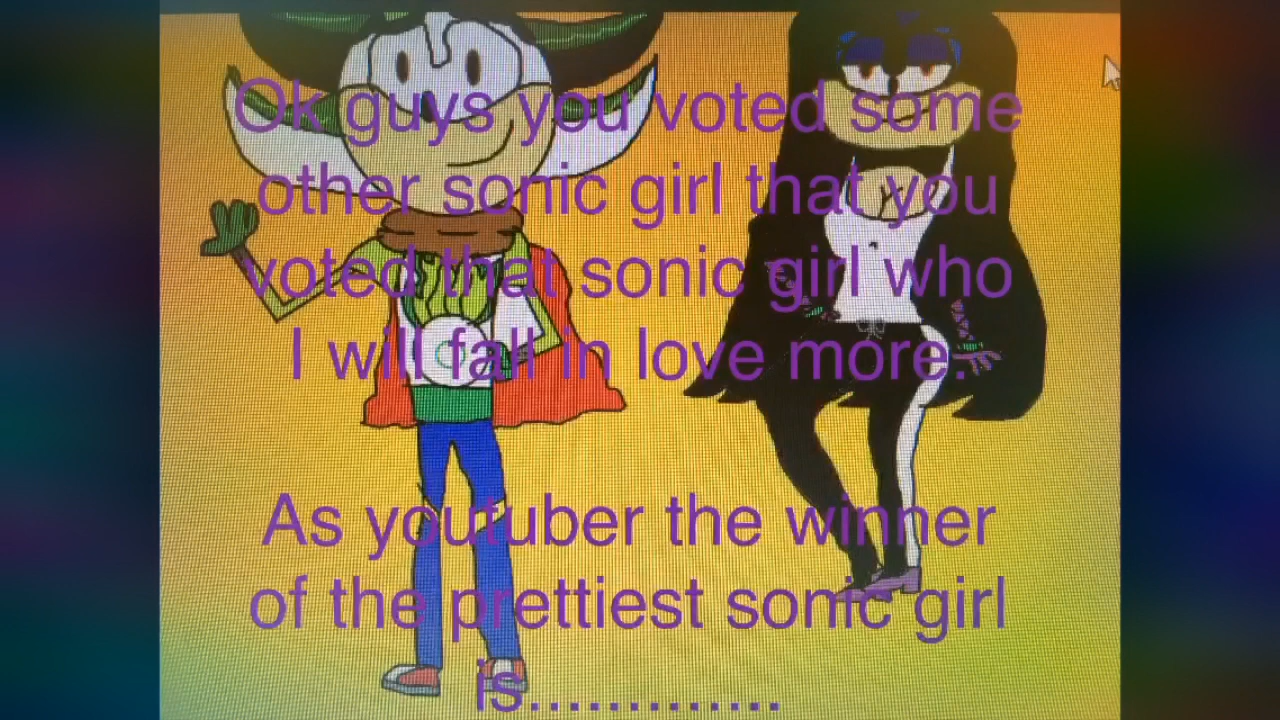 Ok guys you voted some
other sonic girl that you
voted that sonic girl who
I will fall in love more.
As youtuber the winner
of the prettiest sonic girl
is.............